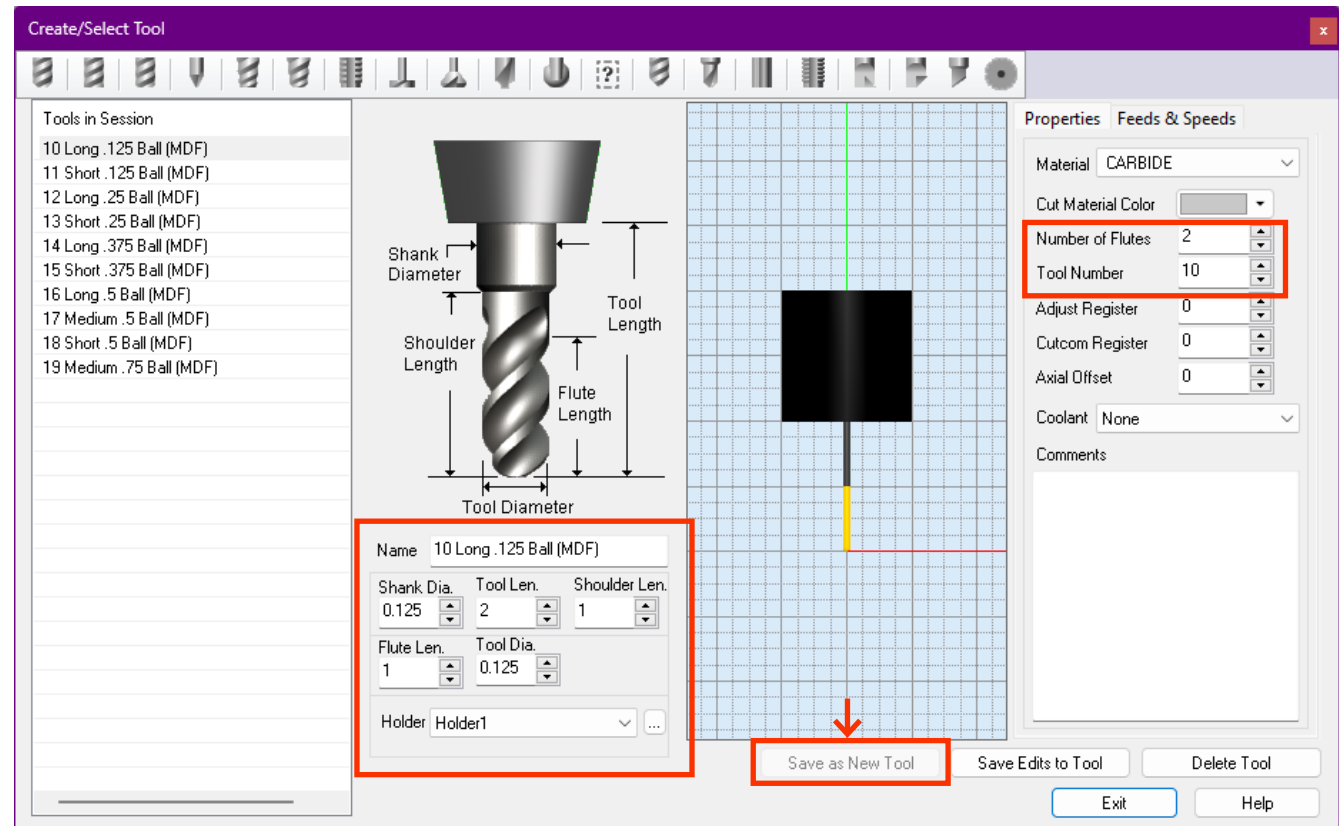 Create/Select Tool
x
?
Tools in Session
10 Long .125 Ball (MDF)
11 Short .125 Ball (MDF)
12 Long .25 Ball (MDF)
13 Short .25 Ball (MDF)
14 Long .375 Ball (MDF)
15 Short .375 Ball (MDF)
16 Long .5 Ball (MDF)
17 Medium .5 Ball (MDF)
18 Short .5 Ball (MDF)
19 Medium .75 Ball (MDF)
Shank
Diameter
Shoulder
Length
Tool
Length
Flute
Length
Tool Diameter
Name 10 Long .125 Ball (MDF)
Shank Dia. Tool Len. Shoulder Len.
0.125 2 1
Flute Len. Tool Dia.
1 0.125
Holder Holder1 ...
Properties Feeds & Speeds
Material CARBIDE
Cut Material Color
Number of Flutes 2
Tool Number 10
Adjust Register 0
Cutcom Register 0
Axial Offset 0
Coolant None
Comments
Save as New Tool Save Edits to Tool Delete Tool
Exit Help